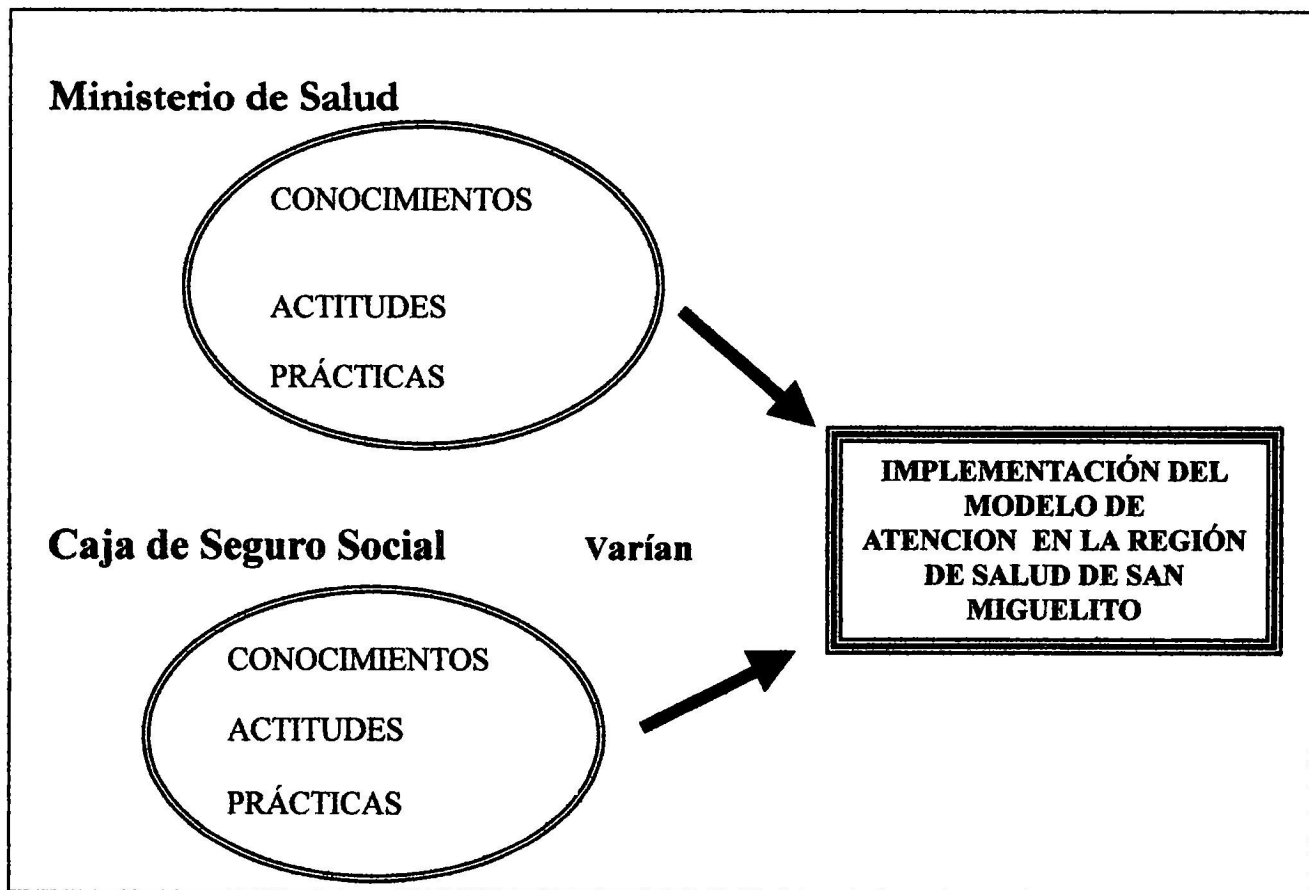 Ministerio de Salud
CONOCIMIENTOS
ACTITUDES
PRÁCTICAS
Caja de Seguro Social
Varían
CONOCIMIENTOS
ACTITUDES
PRÁCTICAS
IMPLEMENTACIÓN DEL
MODELO DE
ATENCION EN LA REGIÓN
DE SALUD DE SAN
MIGUELITO